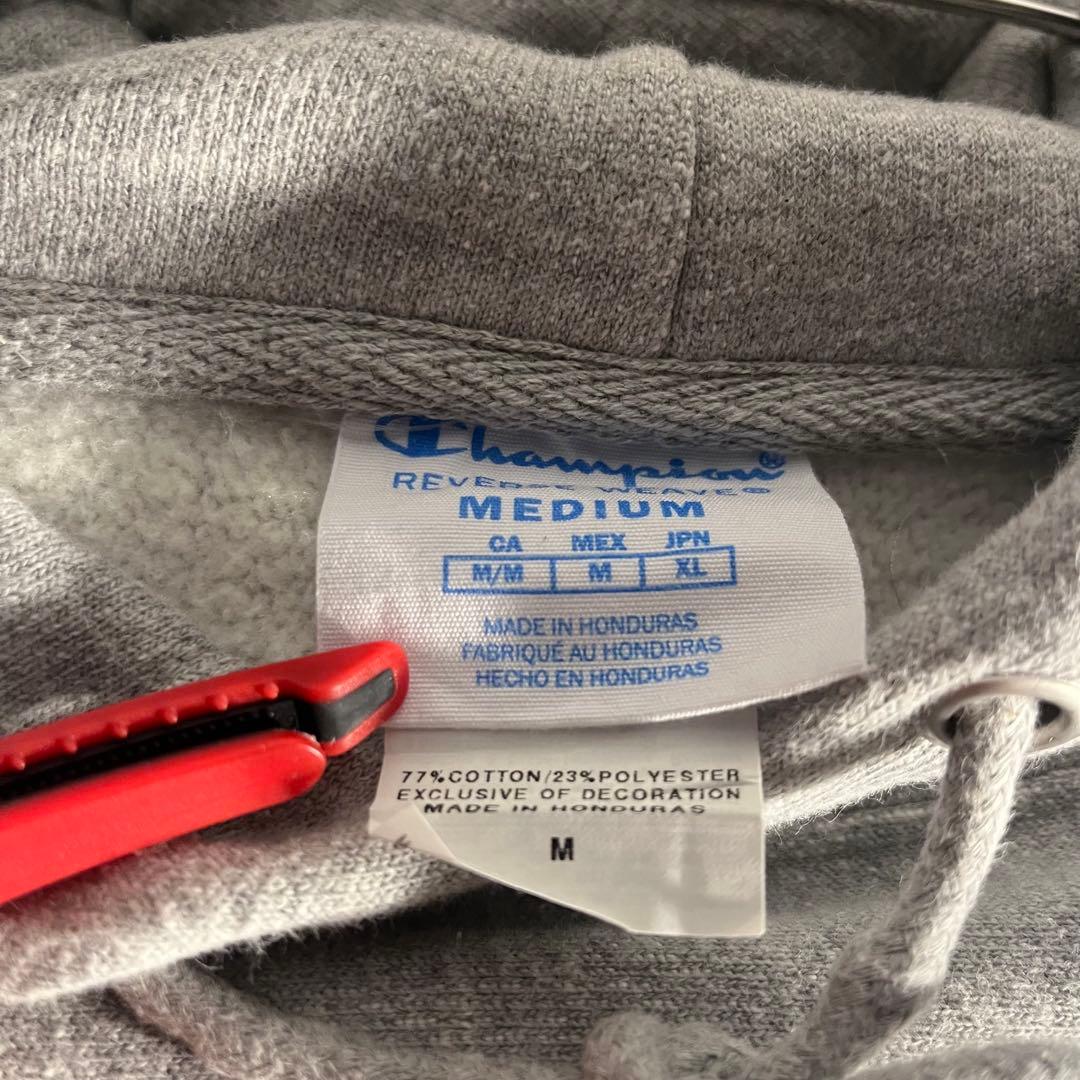 Champion®
REVERSE WEAVE®
MEDIUM
CA MEX JPN
M/M M XL
MADE IN HONDURAS
FABRIQUÉ AU HONDURAS
HECHO EN HONDURAS
77%COTTON/23%POLYESTER
EXCLUSIVE OF DECORATION
MADE IN HONDURAS
M